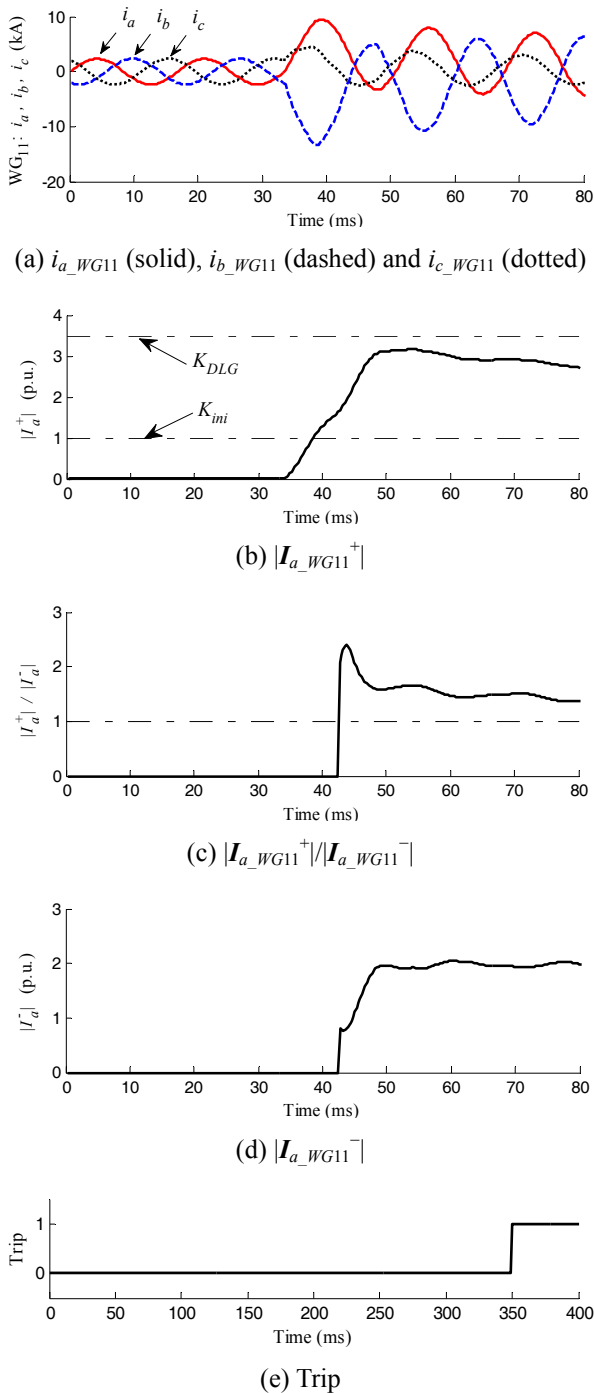 WG11: ia , ib , ic (kA)
10
0
-10
-20
ia
ib
ic
0 10 20 30 40 50 60 70 80
Time (ms)
(a) ia_WG11 (solid), ib_WG11 (dashed) and ic_WG11 (dotted)
|Ia+| (p.u.)
4
3
2
1
0
KDLG
Kini
0 10 20 30 40 50 60 70 80
Time (ms)
(b) |Ia_WG11+|
|Ia+| / |Ia-|
3
2
1
0
0 10 20 30 40 50 60 70 80
Time (ms)
(c) |Ia_WG11+|/|Ia_WG11−|
|Ia-| (p.u.)
3
2
1
0
0 10 20 30 40 50 60 70 80
Time (ms)
(d) |Ia_WG11−|
Trip
1
0
0 50 100 150 200 250 300 350 400
Time (ms)
(e) Trip